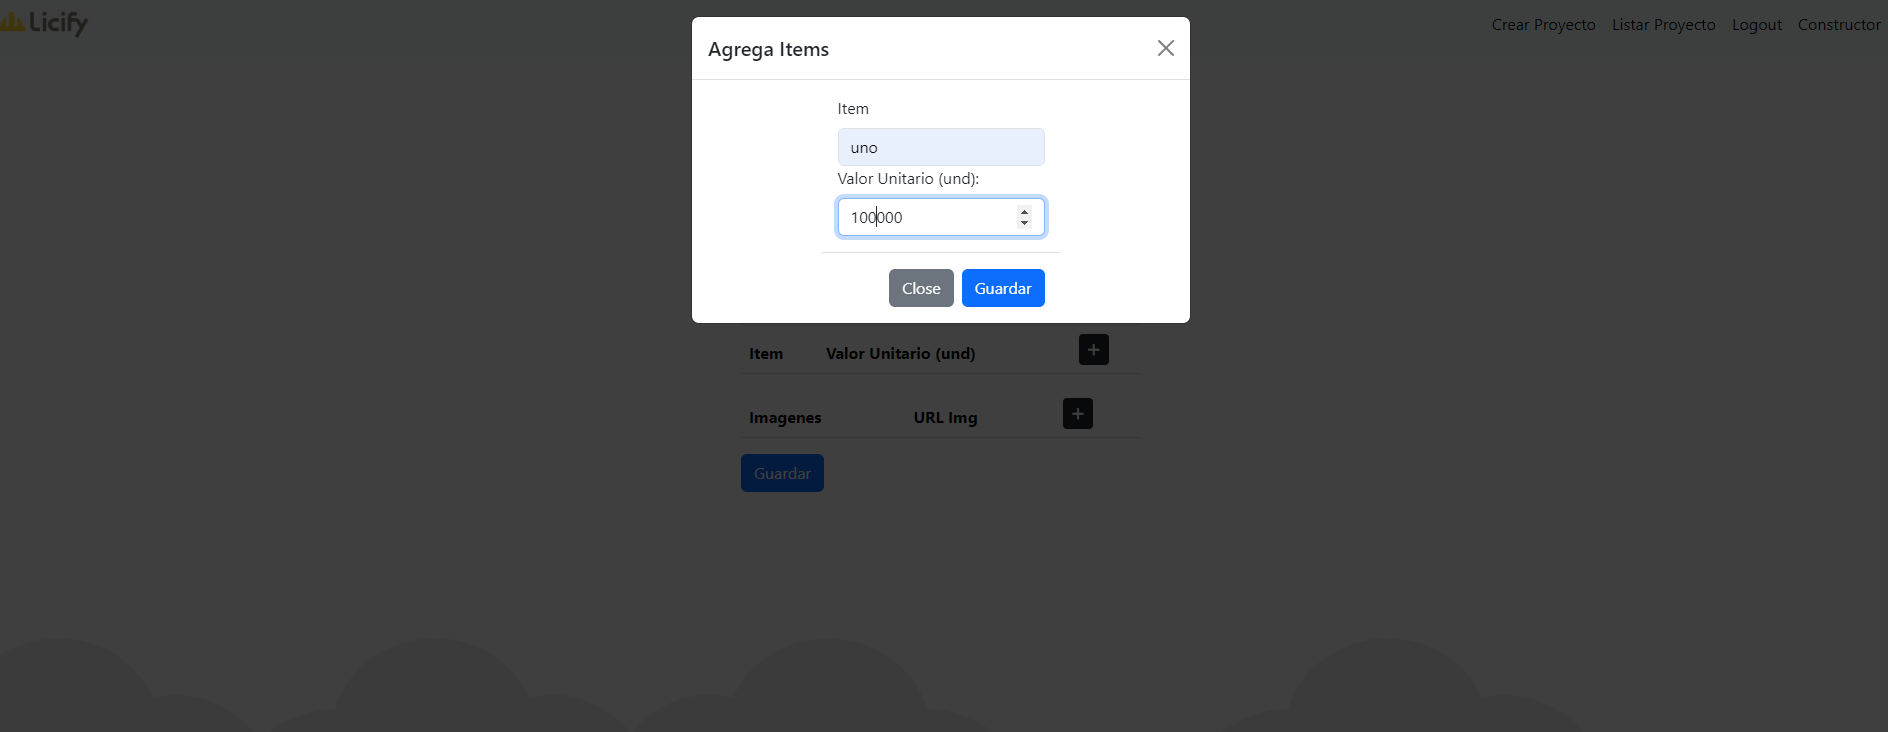 Licify
Crear Proyecto Listar Proyecto Logout Constructor
Agrega Items
Item
uno
Valor Unitario (und):
100000
Close Guardar
Item Valor Unitario (und) +
Imagenes URL Img +
Guardar